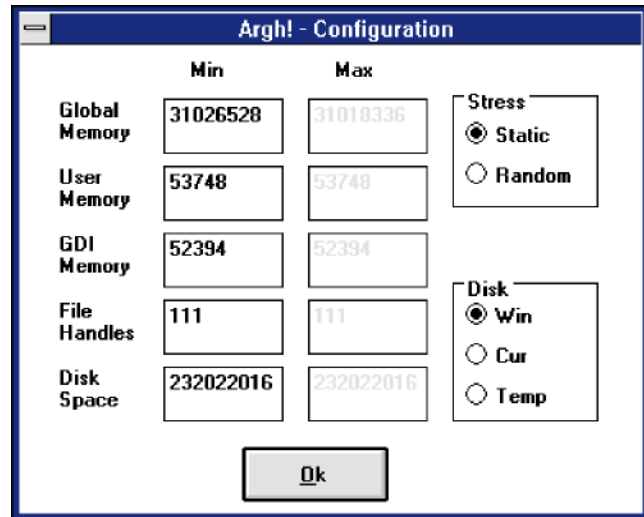 Argh! - Configuration
Min Max
Global Memory 31026528 31018336
User Memory 53748 53748
GDI Memory 52394 52394
File Handles 111 111
Disk Space 232022016 232022016
Stress
Static
Random
Disk
Win
Cur
Temp
Ok